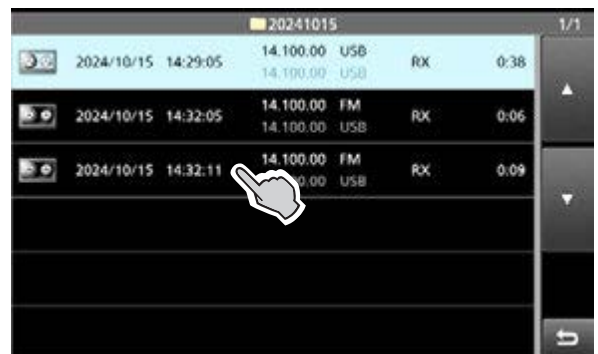 20241015 1/1
2024/10/15 14:29:05 14.100.00 USB RX 0:38
14.100.00 USB
2024/10/15 14:32:05 14.100.00 FM RX 0:06
14.100.00 USB
2024/10/15 14:32:11 14.100.00 FM RX 0:09
0.00 USB